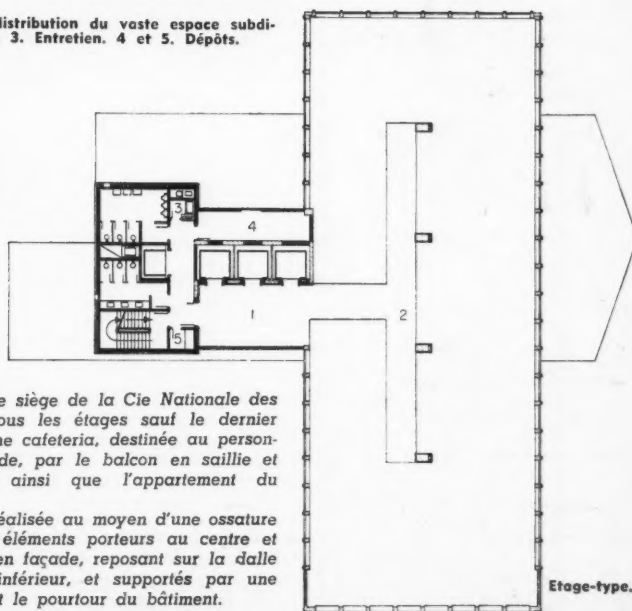 distribution du vaste espace subdi-
3. Entretien. 4 et 5. Dépôts.
3
4
1
2
5
e siège de la Cie Nationale des
ous les étages sauf le dernier
ne cafeteria, destinée au person-
de, par le balcon en saillie et
ainsi que l'appartement du
éalisée au moyen d'une ossature
éléments porteurs au centre et
en façade, reposant sur la dalle
inférieur, et supportés par une
t le pourtour du bâtiment.
Etage-type.